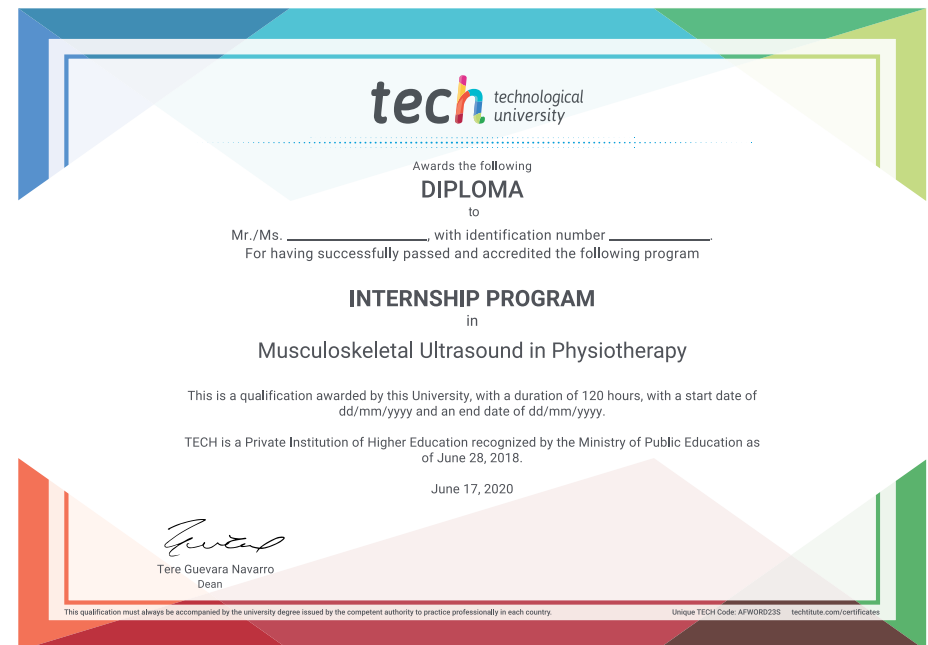 tech technological
university
Awards the following
DIPLOMA
to
Mr./Ms. ____________________, with identification number ______________.
For having successfully passed and accredited the following program
INTERNSHIP PROGRAM
in
Musculoskeletal Ultrasound in Physiotherapy
This is a qualification awarded by this University, with a duration of 120 hours, with a start date of
dd/mm/yyyy and an end date of dd/mm/yyyy.
TECH is a Private Institution of Higher Education recognized by the Ministry of Public Education as
of June 28, 2018.
June 17, 2020
Tere Guevara Navarro
Dean
This qualification must always be accompanied by the university degree issued by the competent authority to practice professionally in each country.
Unique TECH Code: AFWORD23S techtitute.com/certificates